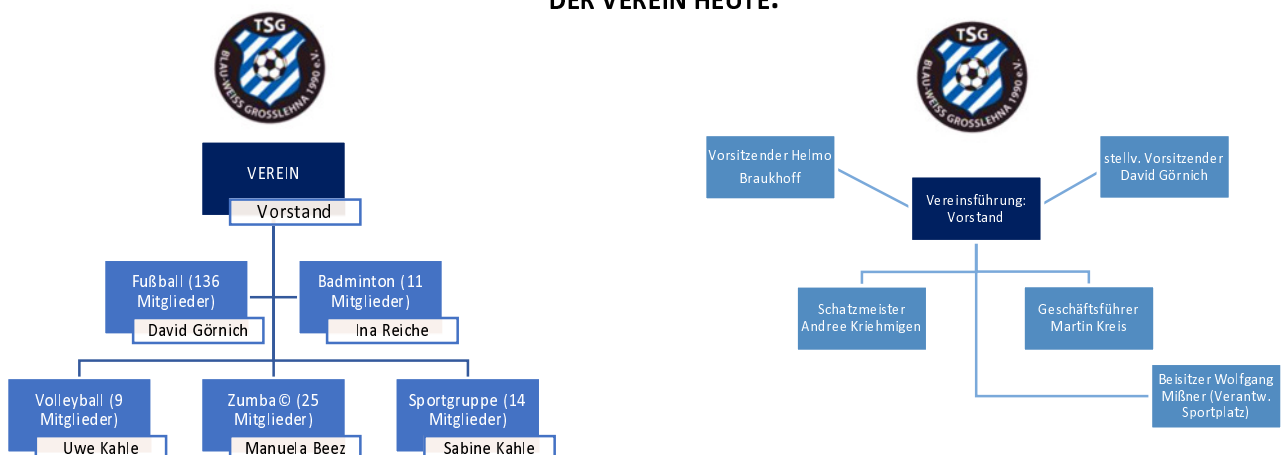 DER VEREIN HEUTE:
TSG
BLAU-WEISS GROSSLEHNA 1990 e.V.
VEREIN
Vorstand
Fußball (136
Mitglieder)
David Görnich
Badminton (11
Mitglieder)
Ina Reiche
Volleyball (9
Mitglieder)
Uwe Kahle
Zumba© (25
Mitglieder)
Manuela Beez
Sportgruppe (14
Mitglieder)
Sabine Kahle
TSG
BLAU-WEISS GROSSLEHNA 1990 e.V.
Vorsitzender Helmo
Braukhoff
stellv. Vorsitzender
David Görnich
Vereinsführung:
Vorstand
Schatzmeister
Andree Kriehmigen
Geschäftsführer
Martin Kreis
Beisitzer Wolfgang
Mißner (Verantw.
Sportplatz)